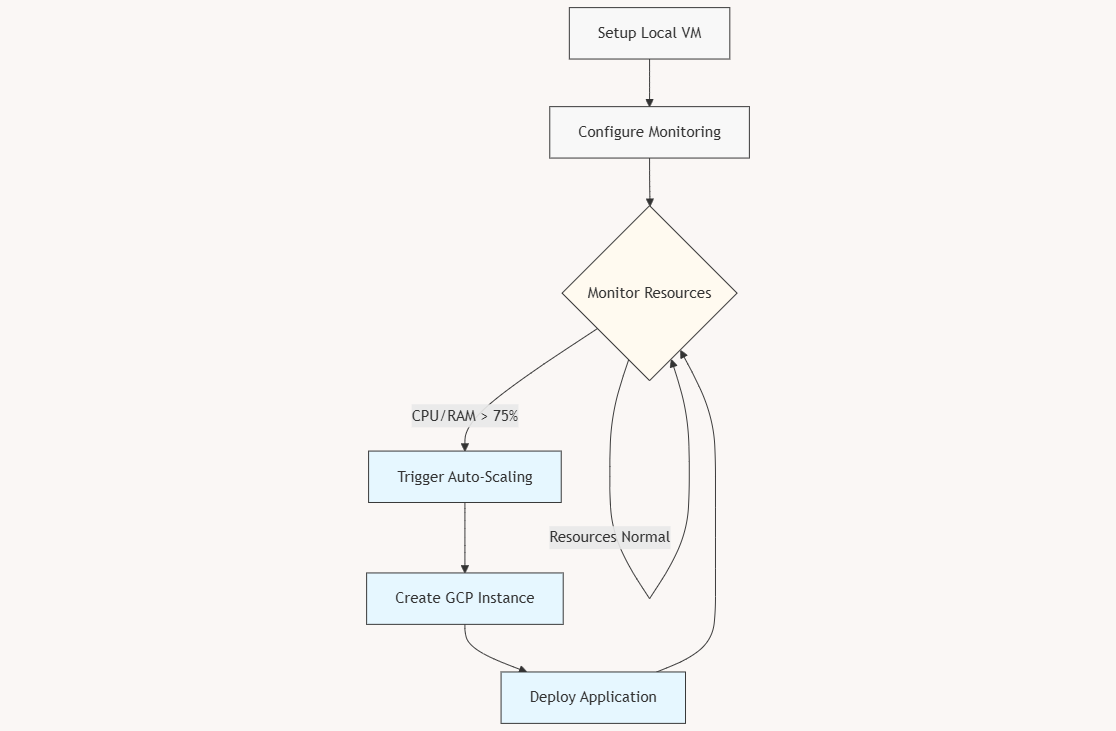 Setup Local VM
Configure Monitoring
Monitor Resources
CPU/RAM > 75%
Trigger Auto-Scaling
Resources Normal
Create GCP Instance
Deploy Application